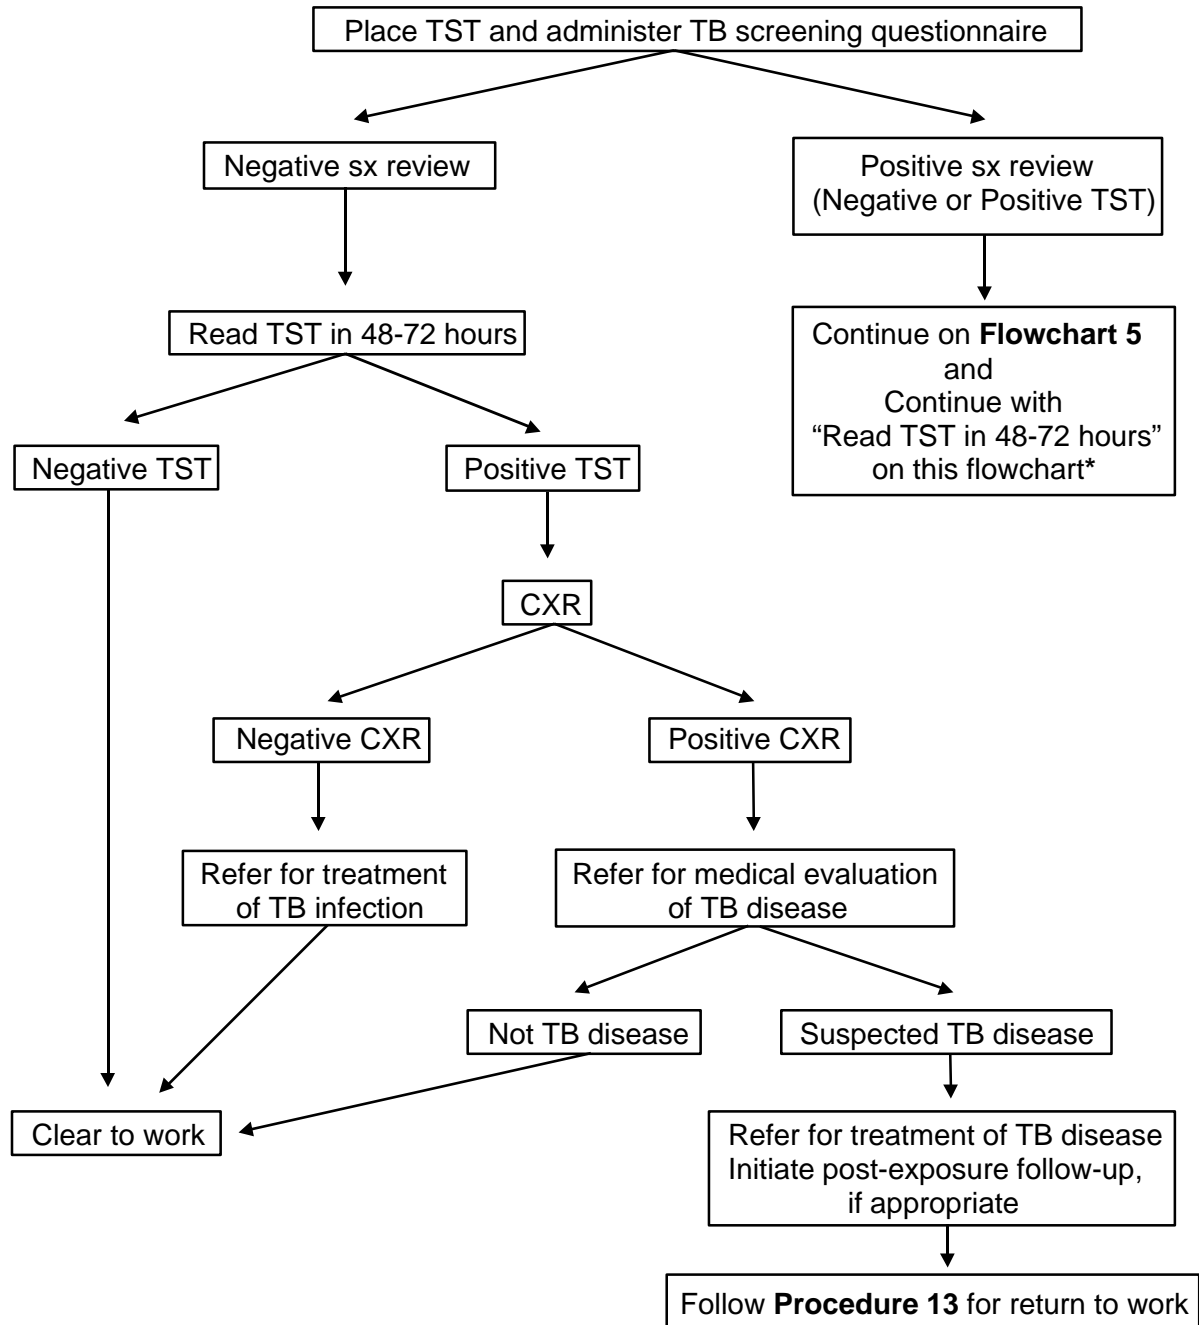 Place TST and administer TB screening questionnaire
Negative sx review
Positive sx review
(Negative or Positive TST)
Read TST in 48-72 hours
Continue on Flowchart 5
and
Continue with
“Read TST in 48-72 hours”
on this flowchart*
Negative TST
Positive TST
CXR
Negative CXR
Positive CXR
Refer for treatment
of TB infection
Refer for medical evaluation
of TB disease
Not TB disease
Suspected TB disease
Clear to work
Refer for treatment of TB disease
Initiate post-exposure follow-up,
if appropriate
Follow Procedure 13 for return to work